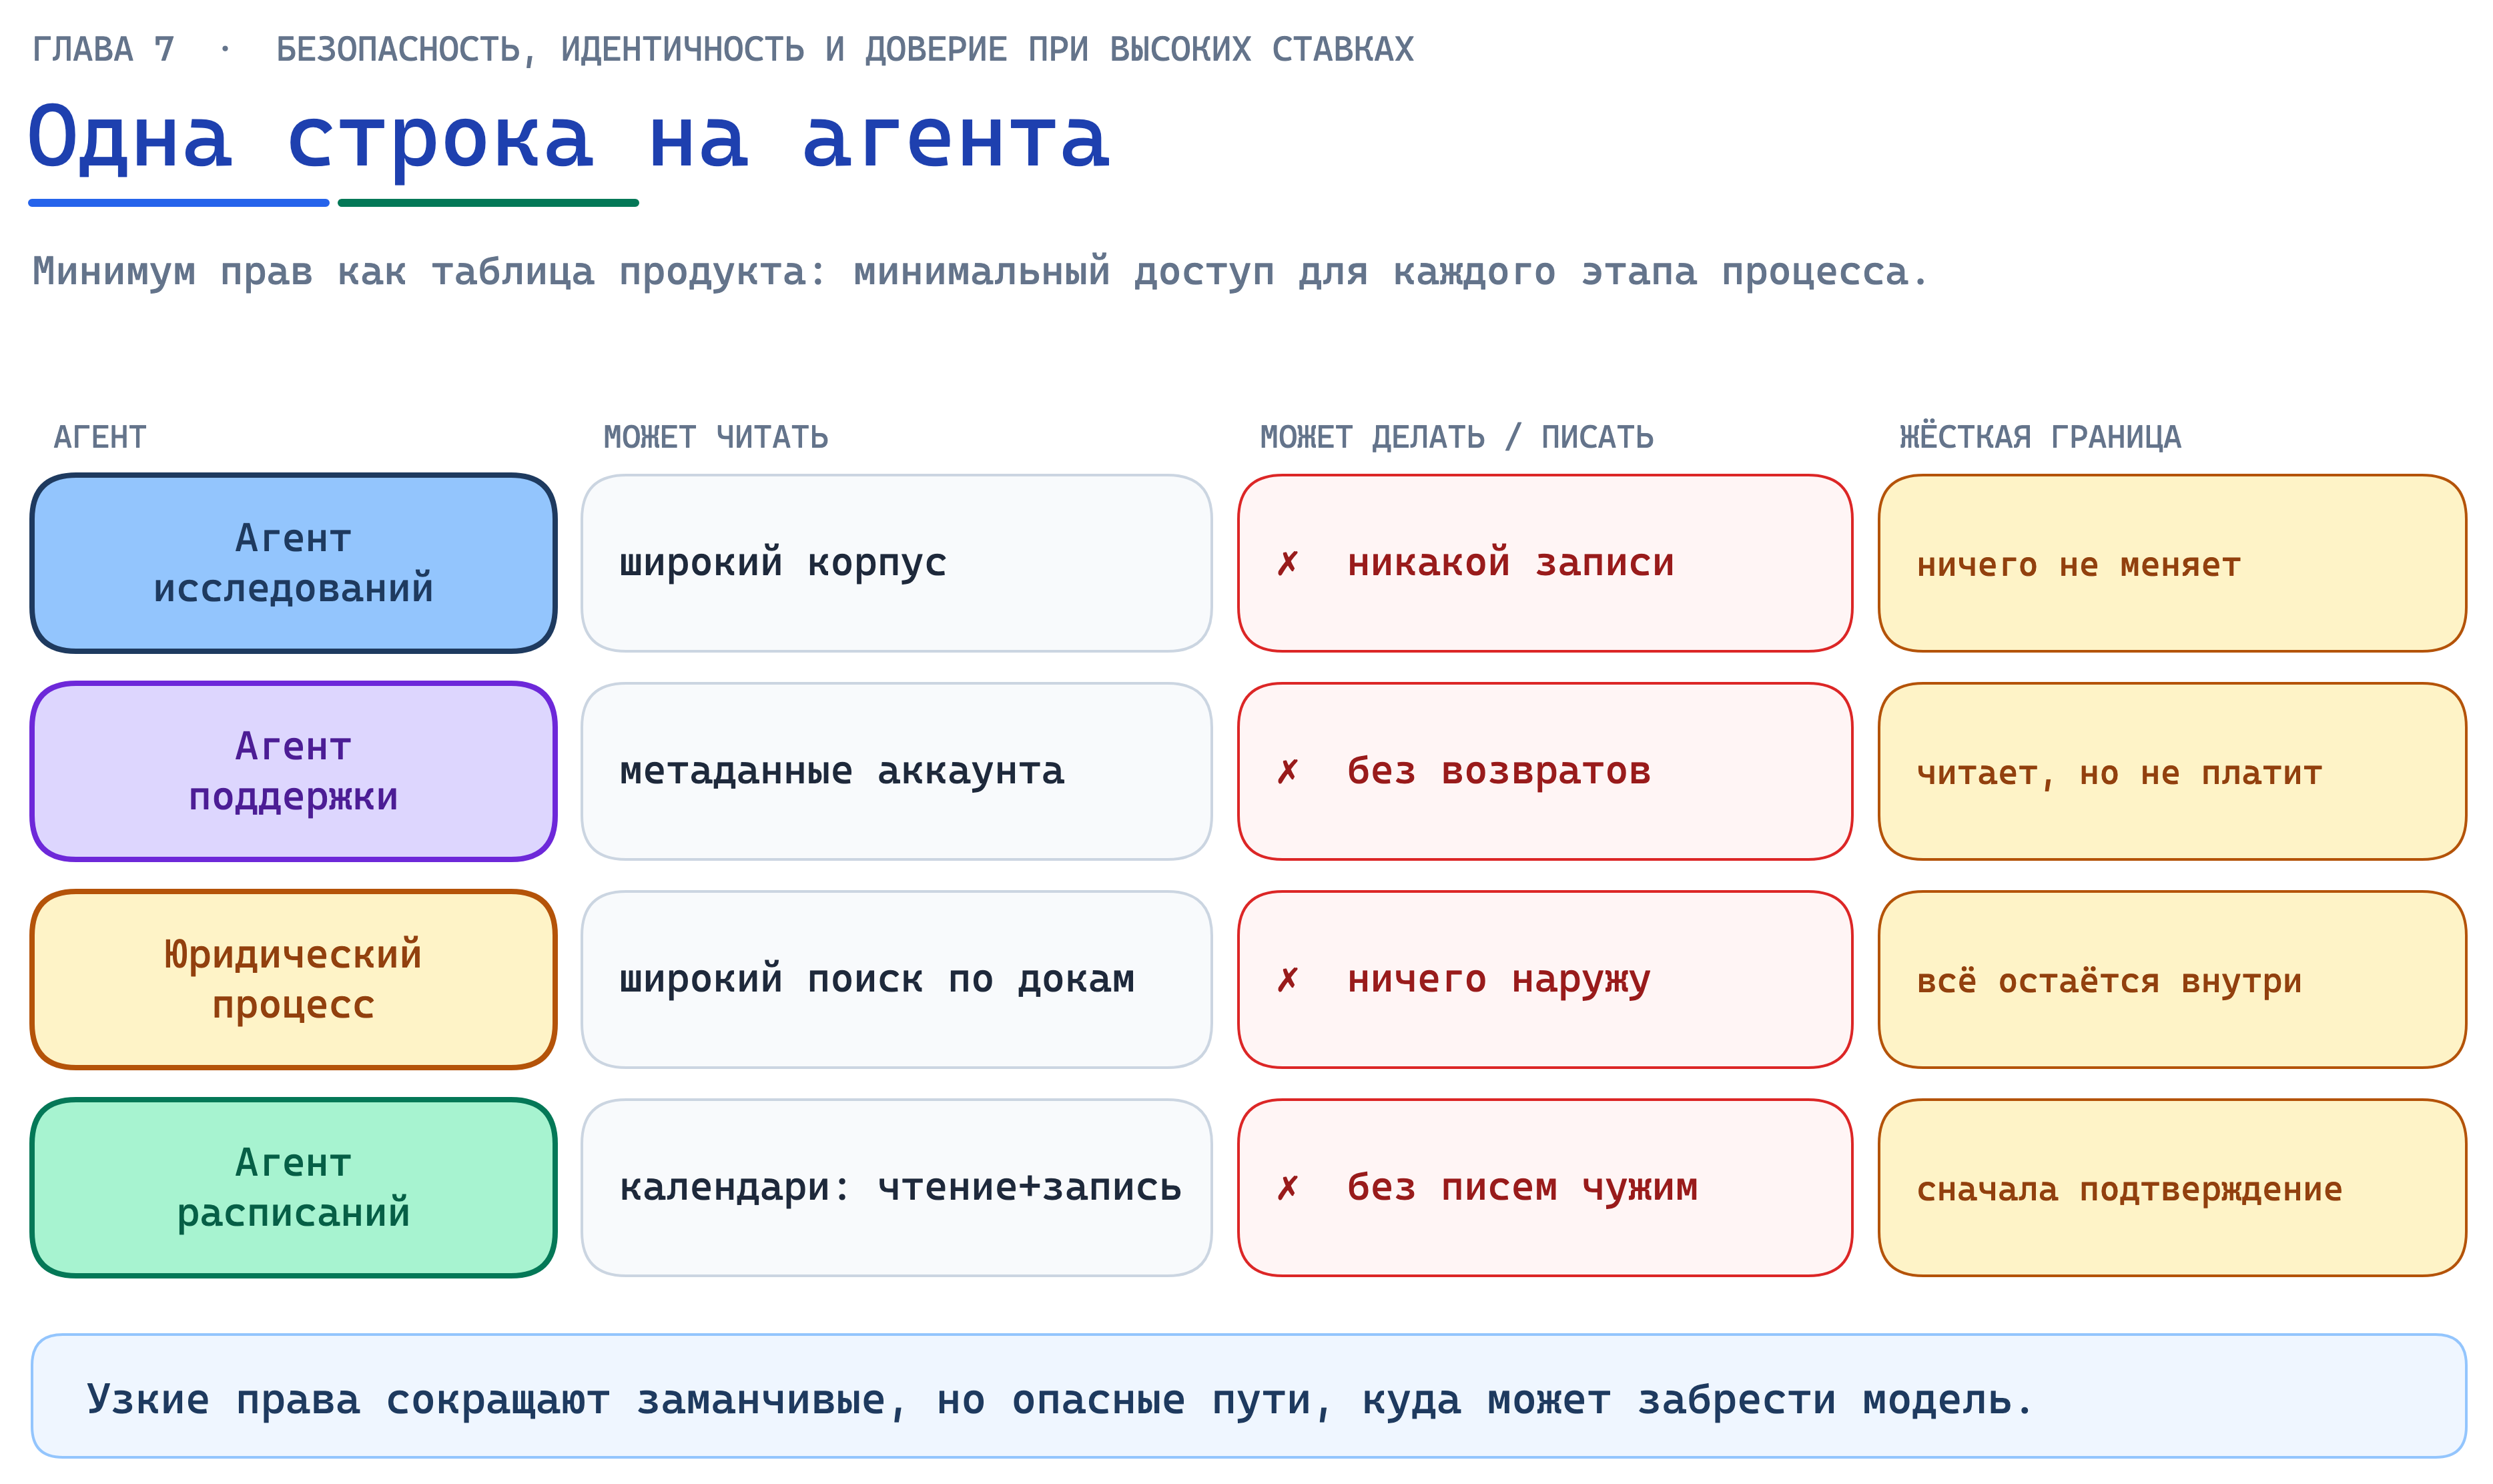 ГЛАВА 7 · БЕЗОПАСНОСТЬ, ИДЕНТИЧНОСТЬ И ДОВЕРИЕ ПРИ ВЫСОКИХ СТАВКАХ
Одна строка на агента
Минимум прав как таблица продукта: минимальный доступ для каждого этапа процесса.
АГЕНТ
МОЖЕТ ЧИТАТЬ
МОЖЕТ ДЕЛАТЬ / ПИСАТЬ
ЖЁСТКАЯ ГРАНИЦА
Агент
исследований
широкий корпус
✗ никакой записи
ничего не меняет
Агент
поддержки
метаданные аккаунта
✗ без возвратов
читает, но не платит
Юридический
процесс
широкий поиск по докам
✗ ничего наружу
всё остаётся внутри
Агент
расписаний
календари: чтение+запись
✗ без писем чужим
сначала подтверждение
Узкие права сокращают заманчивые, но опасные пути, куда может забрести модель.